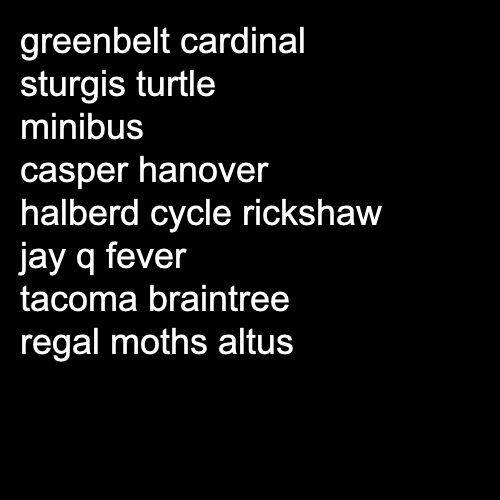 greenbelt cardinal
sturgis turtle
minibus
casper hanover
halberd cycle rickshaw
jay q fever
tacoma braintree
regal moths altus